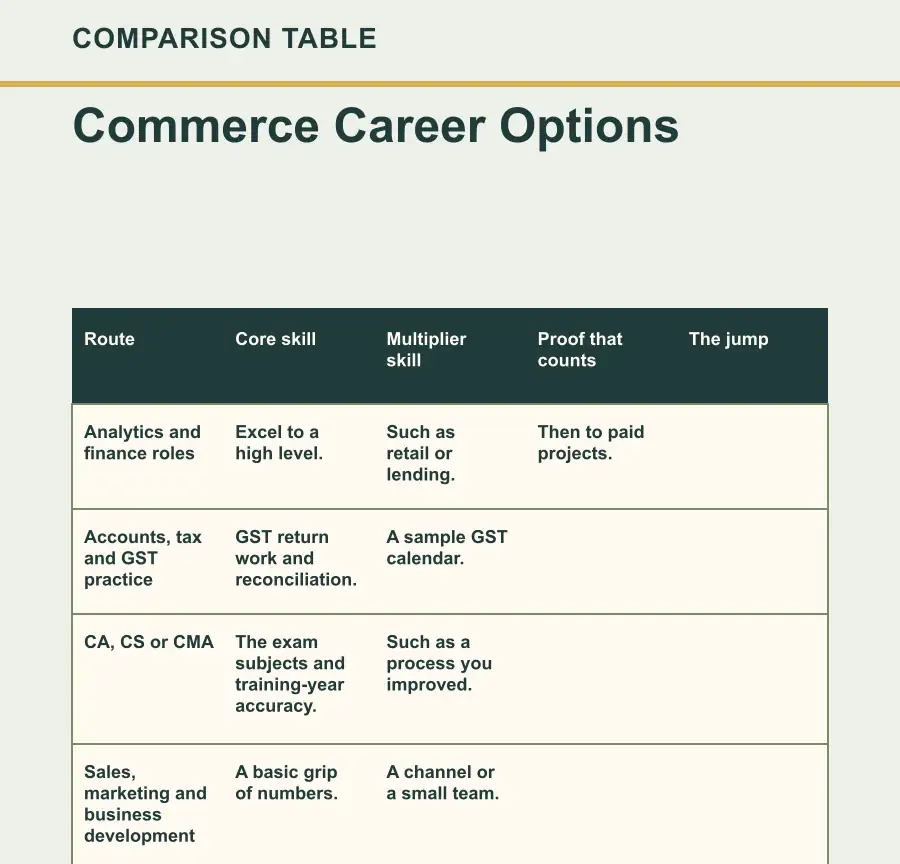 COMPARISON TABLE
Commerce Career Options
Route
Core skill
Multiplier
skill
Proof that
counts
The jump
Analytics and
finance roles
Excel to a
high level.
Such as
retail or
lending.
Then to paid
projects.
Accounts, tax
and GST
practice
GST return
work and
reconciliation.
A sample GST
calendar.
CA, CS or CMA
The exam
subjects and
training-year
accuracy.
Such as a
process you
improved.
Sales,
marketing and
business
development
A basic grip
of numbers.
A channel or
a small team.